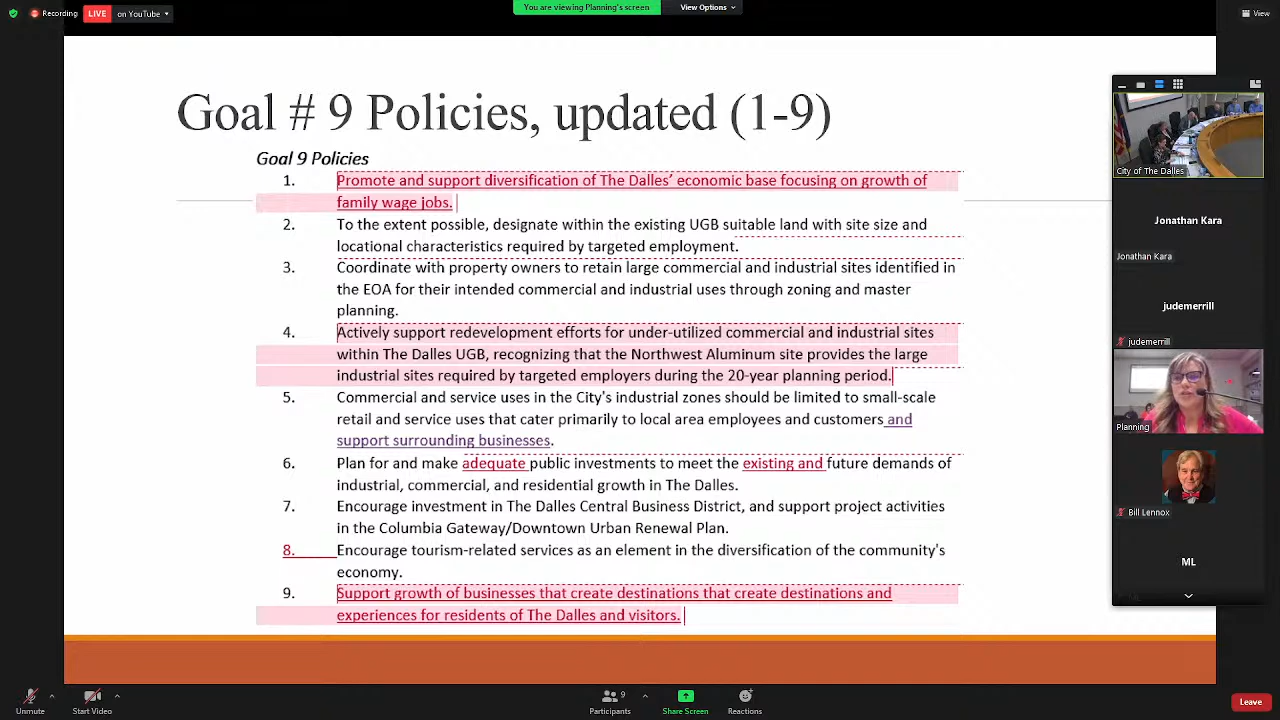 Recording
LIVE on YouTube
You are viewing Planning's screen
View Options
View
Goal # 9 Policies, updated (1-9)
Goal 9 Policies
1. Promote and support diversification of The Dalles' economic base focusing on growth of
family wage jobs.
2. To the extent possible, designate within the existing UGB suitable land with site size and
locational characteristics required by targeted employment.
3. Coordinate with property owners to retain large commercial and industrial sites identified in
the EOA for their intended commercial and industrial uses through zoning and master
planning.
4. Actively support redevelopment efforts for under-utilized commercial and industrial sites
within The Dalles UGB, recognizing that the Northwest Aluminum site provides the large
industrial sites required by targeted employers during the 20-year planning period.
5. Commercial and service uses in the City's industrial zones should be limited to small-scale
retail and service uses that cater primarily to local area employees and customers and
support surrounding businesses.
6. Plan for and make adequate public investments to meet the existing and future demands of
industrial, commercial, and residential growth in The Dalles.
7. Encourage investment in The Dalles Central Business District, and support project activities
in the Columbia Gateway/Downtown Urban Renewal Plan.
8. Encourage tourism-related services as an element in the diversification of the community's
economy.
9. Support growth of businesses that create destinations that create destinations and
experiences for residents of The Dalles and visitors.
City of The Dalles
Jonathan Kara
Jonathan Kara
judemerrill
judemerrill
Planning
Bill Lennox
ML
Unmute
Start Video
9
Participants
Share Screen
Reactions
Leave